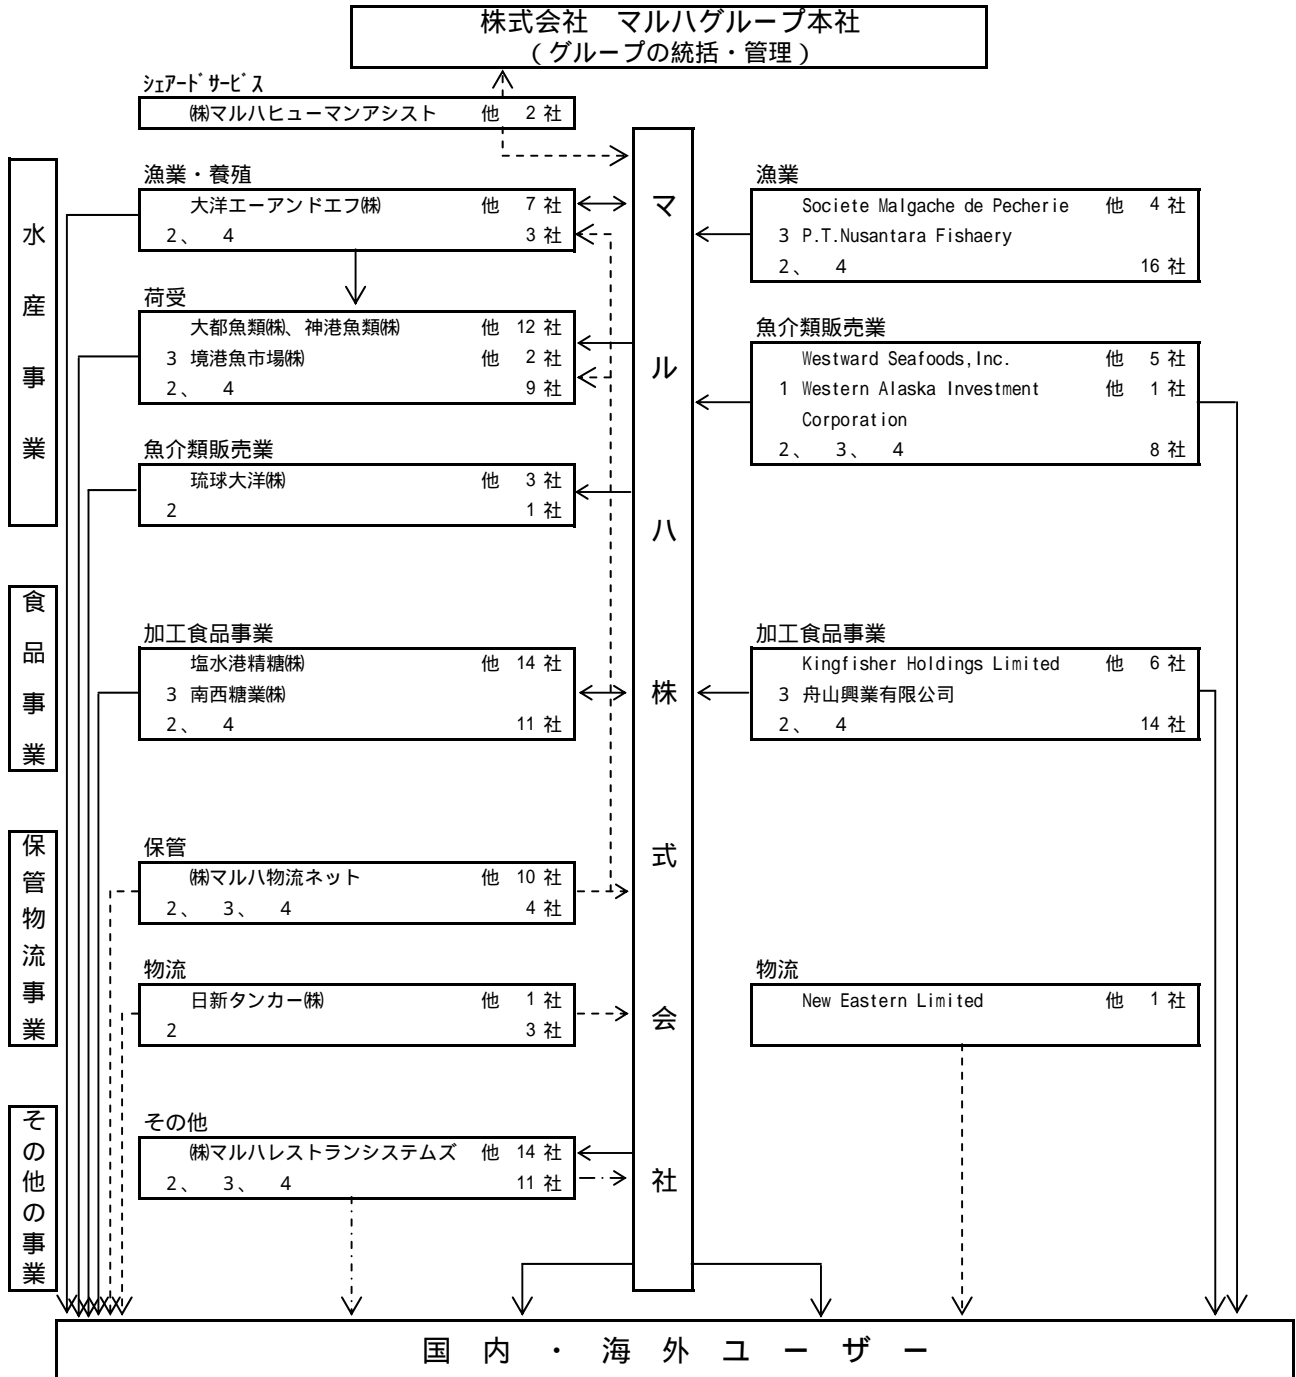 株式会社　マルハグループ本社
(グループの統括・管理)
シェアードサービス
㈱マルハヒューマンアシスト　他　2 社
水産事業
漁業・養殖
大洋エーアンドエフ㈱　他　7 社
2、　4　3 社
荷受
大都魚類㈱、神港魚類㈱　他　12 社
3 境港魚市場㈱　他　2 社
2、　4　9 社
魚介類販売業
琉球大洋㈱　他　3 社
2　1 社
食品事業
加工食品事業
塩水港精糖㈱　他　14 社
3 南西糖業㈱
2、　4　11 社
保管物流事業
保管
㈱マルハ物流ネット　他　10 社
2、　3、　4　4 社
物流
日新タンカー㈱　他　1 社
2　3 社
その他の事業
その他
㈱マルハレストランシステムズ　他　14 社
2、　3、　4　11 社
マルハ株式会社
漁業
Societe Malgache de Pecherie　他　4 社
3 P.T.Nusantara Fishaery
2、　4　16 社
魚介類販売業
Westward Seafoods,Inc.　他　5 社
1 Western Alaska Investment　他　1 社
Corporation
2、　3、　4　8 社
加工食品事業
Kingfisher Holdings Limited　他　6 社
3 舟山興業有限公司
2、　4　14 社
物流
New Eastern Limited　他　1 社
国内・海外ユーザー